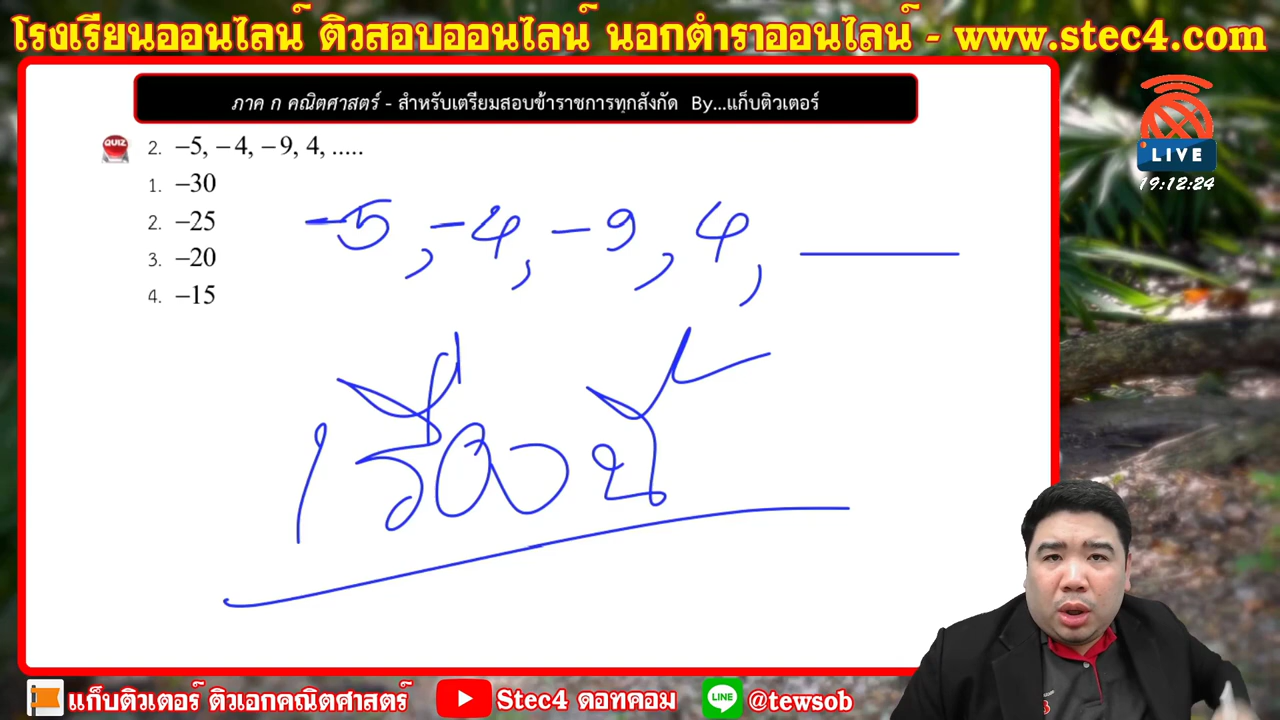 โรงเรียนออนไลน์ ติวสอบออนไลน์ นอกตำราออนไลน์ - www.stec4.com
ภาค ก คณิตศาสตร์ - สำหรับเตรียมสอบข้าราชการทุกสังกัด By...แก็บติวเตอร์
LIVE
19:12:24
QUIZ
2. −5, −4, −9, 4, .....
1. −30
2. −25
3. −20
4. −15
-5, -4, -9, 4, ____
เรื่องนี้
แก็บติวเตอร์ ติวเอกคณิตศาสตร์ Stec4 ดอทคอม LINE @tewsob